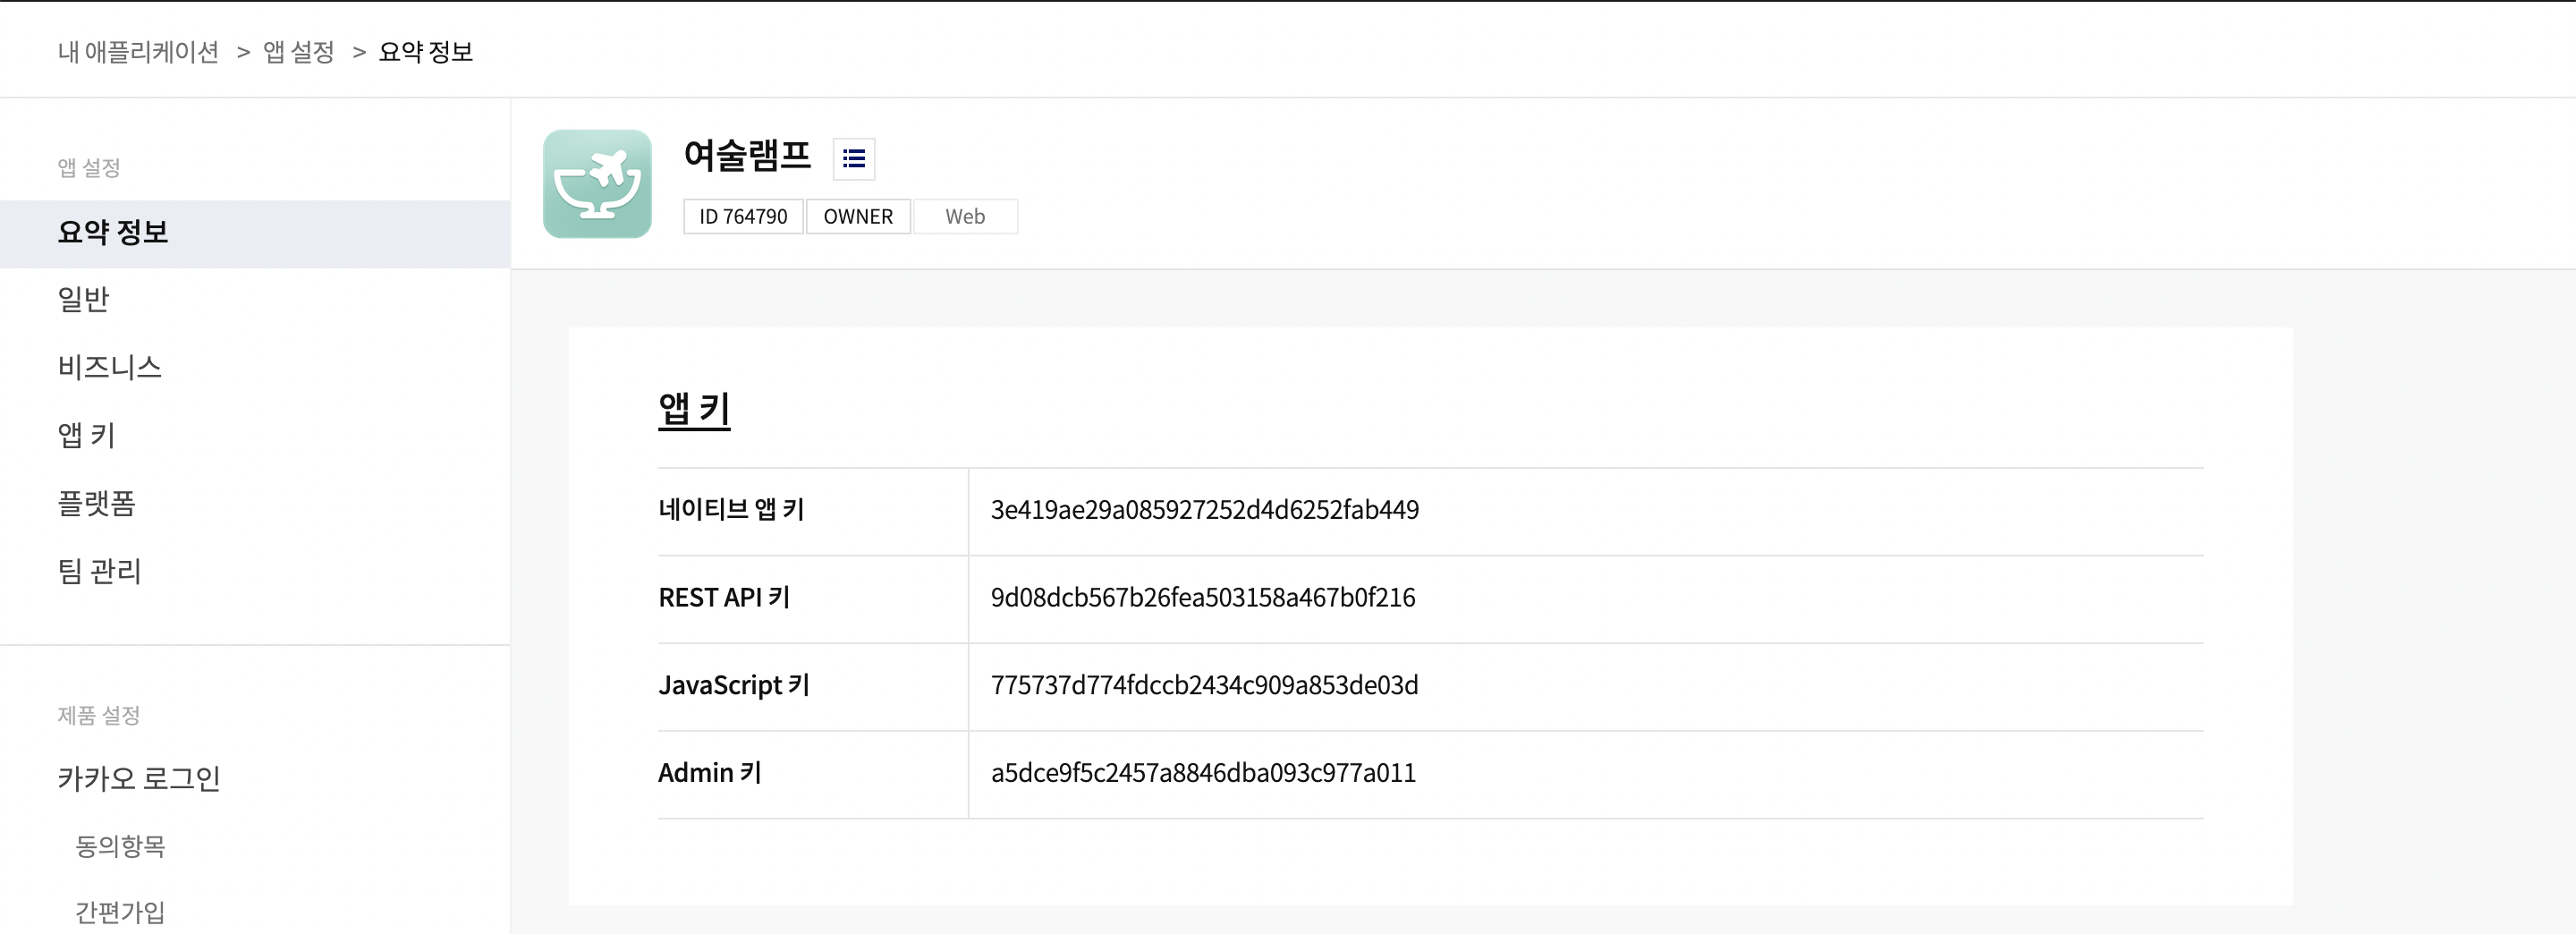 내 애플리케이션 > 앱 설정 > 요약 정보
앱 설정
요약 정보
일반
비즈니스
앱 키
플랫폼
팀 관리
제품 설정
카카오 로그인
동의항목
간편가입
여술램프
ID 764790 OWNER Web
앱 키
네이티브 앱 키 3e419ae29a085927252d4d6252fab449
REST API 키 9d08dcb567b26fea503158a467b0f216
JavaScript 키 775737d774fdccb2434c909a853de03d
Admin 키 a5dce9f5c2457a8846dba093c977a011